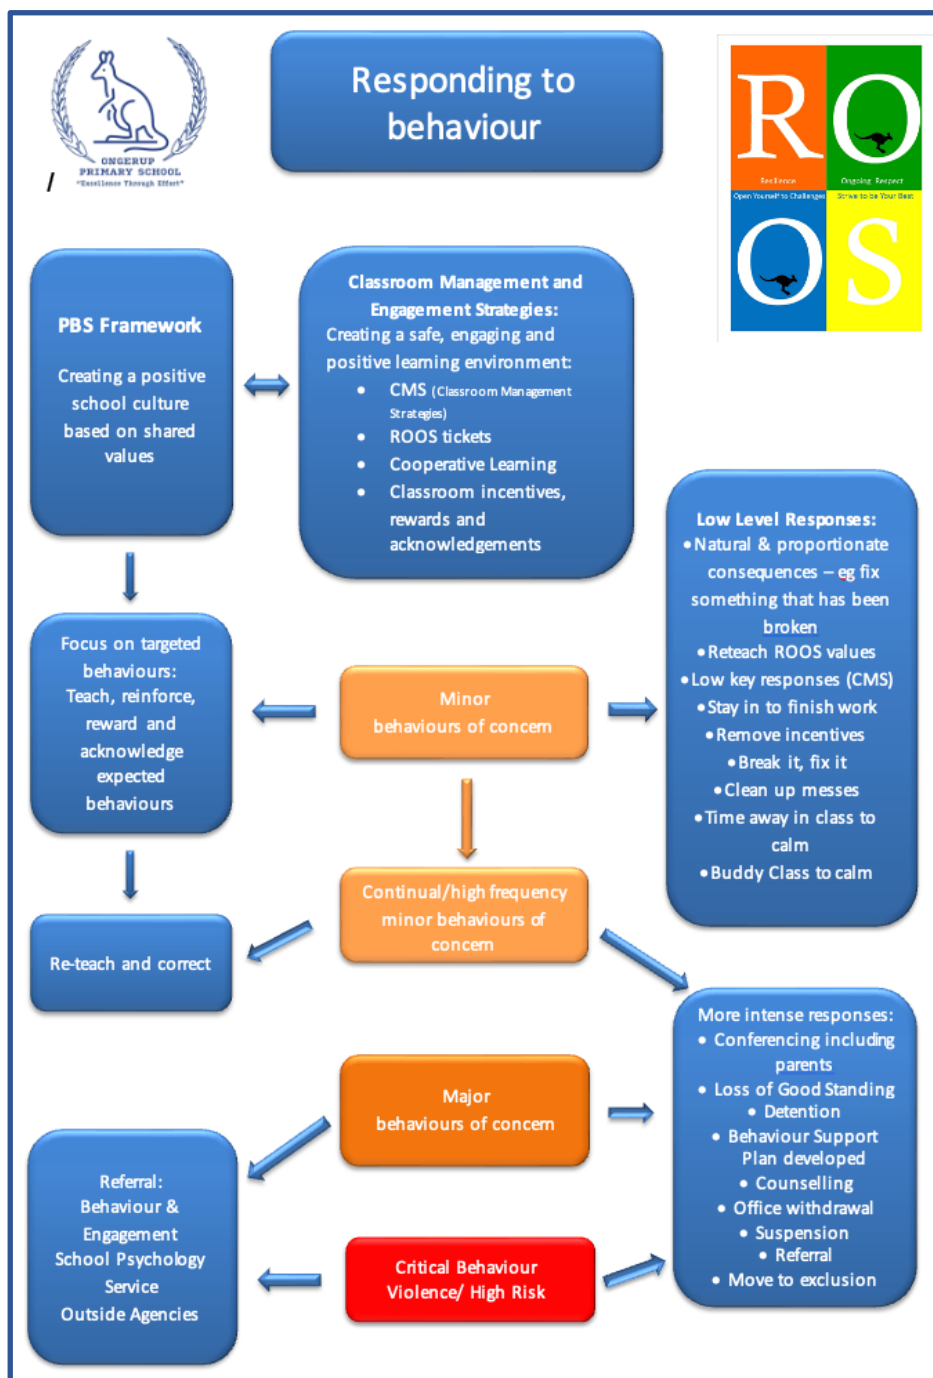 Responding to
behaviour
ONGERUP
PRIMARY SCHOOL
"Excellence Through Effort"
/
R
Resilience
O
Ongoing Respect
Open Yourself to Challenges
O
Strive to be Your Best
S
PBS Framework
Creating a positive
school culture
based on shared
values
Classroom Management and
Engagement Strategies:
Creating a safe, engaging and
positive learning environment:
• CMS (Classroom Management
Strategies)
• ROOS tickets
• Cooperative Learning
• Classroom incentives,
rewards and
acknowledgements
Low Level Responses:
• Natural & proportionate
consequences – eg fix
something that has been
broken
• Reteach ROOS values
• Low key responses (CMS)
• Stay in to finish work
• Remove incentives
• Break it, fix it
• Clean up messes
• Time away in class to
calm
• Buddy Class to calm
Focus on targeted
behaviours:
Teach, reinforce,
reward and
acknowledge
expected
behaviours
Minor
behaviours of concern
Continual/high frequency
minor behaviours of
concern
Re-teach and correct
More intense responses:
• Conferencing including
parents
• Loss of Good Standing
• Detention
• Behaviour Support
Plan developed
• Counselling
• Office withdrawal
• Suspension
• Referral
• Move to exclusion
Major
behaviours of concern
Referral:
Behaviour &
Engagement
School Psychology
Service
Outside Agencies
Critical Behaviour
Violence/ High Risk